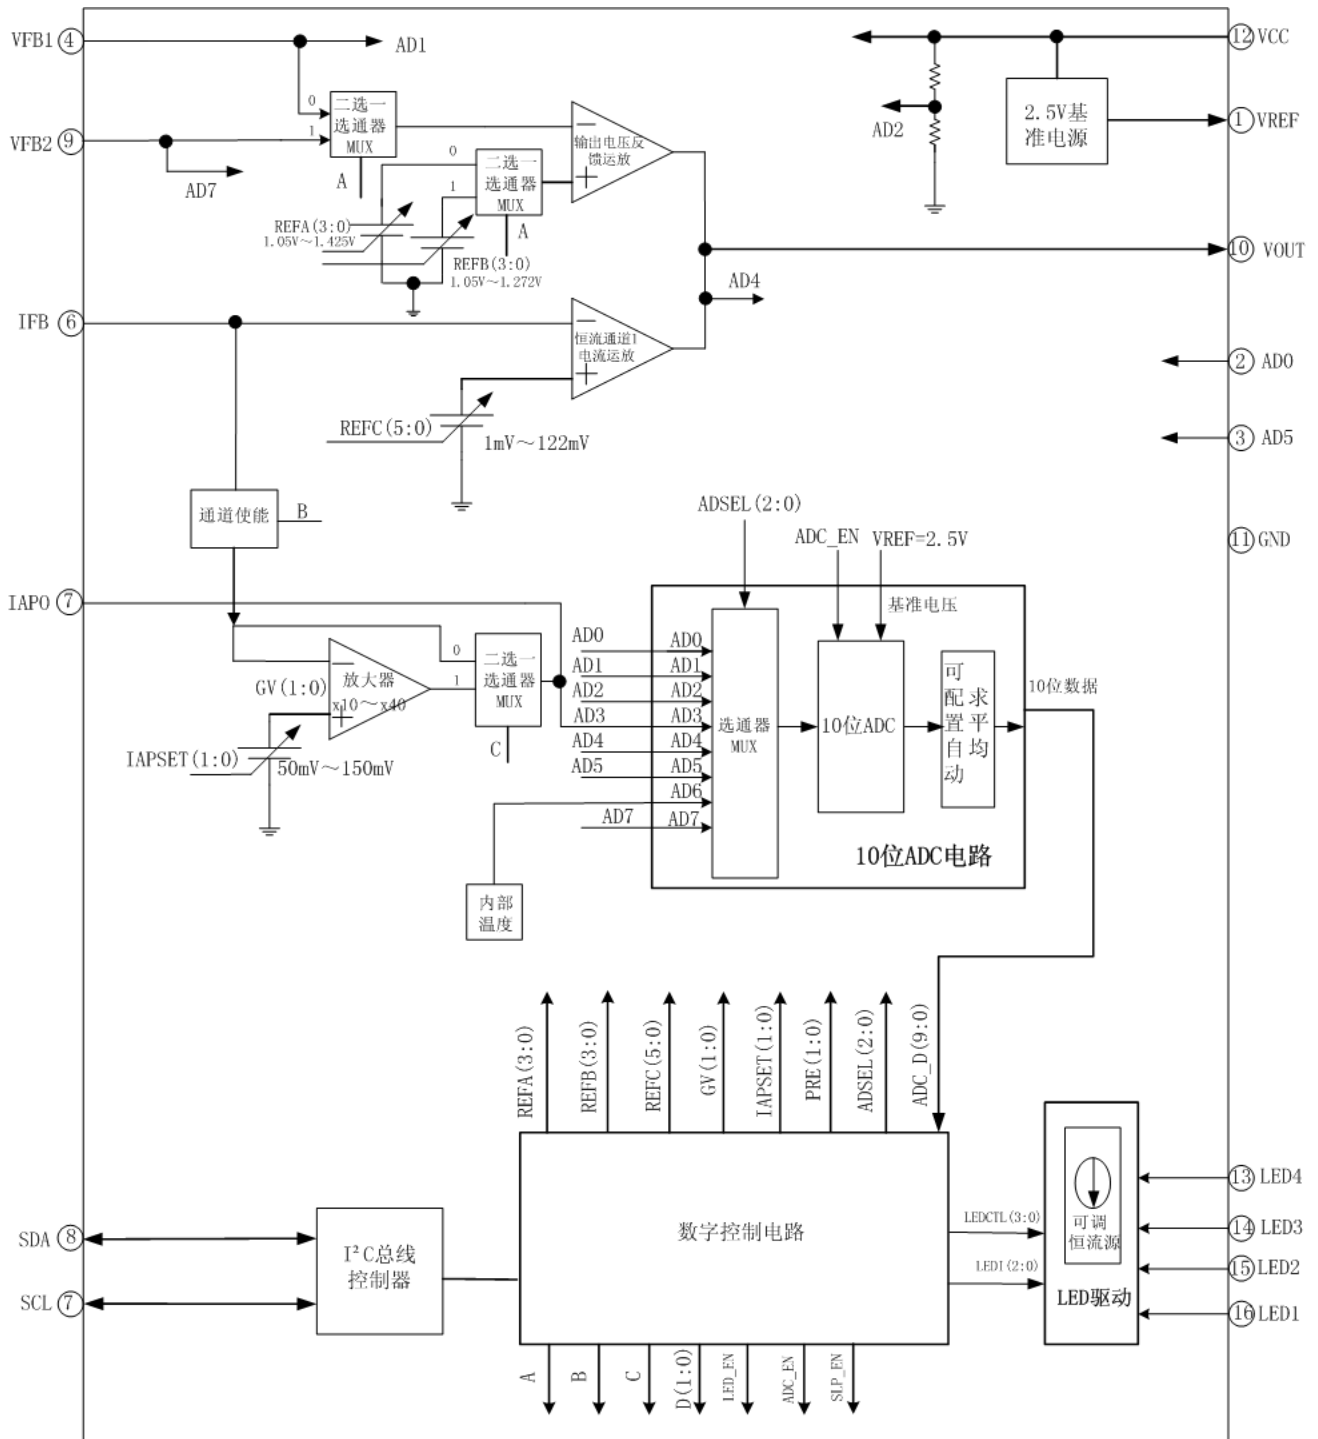 VFB1 ④
AD1
⑫ VCC
二选一
选通器
MUX
0
1
A
VFB2 ⑨
AD7
输出电压反
馈运放
二选一
选通器
MUX
0
1
A
AD2
2.5V基
准电源
① VREF
REFA(3:0)
1.05V～1.425V
REFB(3:0)
1.05V～1.272V
⑩ VOUT
AD4
IFB ⑥
恒流通道1
电流运放
② AD0
REFC(5:0)
1mV～122mV
③ AD5
通道使能
B
ADSEL(2:0)
ADC_EN
VREF=2.5V
⑪ GND
IAPO ⑦
基准电压
GV(1:0)
放大器
x10～x40
0
1
二选一
选通器
MUX
C
IAPSET(1:0)
50mV～150mV
AD0 AD0
AD1 AD1
AD2 AD2
AD3 AD3
AD4 AD4
AD5 AD5
AD6
AD7 AD7
选通器
MUX
10位ADC
可配置自动
求平均
10位数据
10位ADC电路
内部
温度
REFA(3:0)
REFB(3:0)
REFC(5:0)
GV(1:0)
IAPSET(1:0)
PRE(1:0)
ADSEL(2:0)
ADC_D(9:0)
SDA ⑧
SCL ⑦
I²C总线
控制器
数字控制电路
LEDCTL(3:0)
LEDI(2:0)
可调
恒流源
LED驱动
⑬ LED4
⑭ LED3
⑮ LED2
⑯ LED1
A
B
C
D(1:0)
LED_EN
ADC_EN
SLP_EN